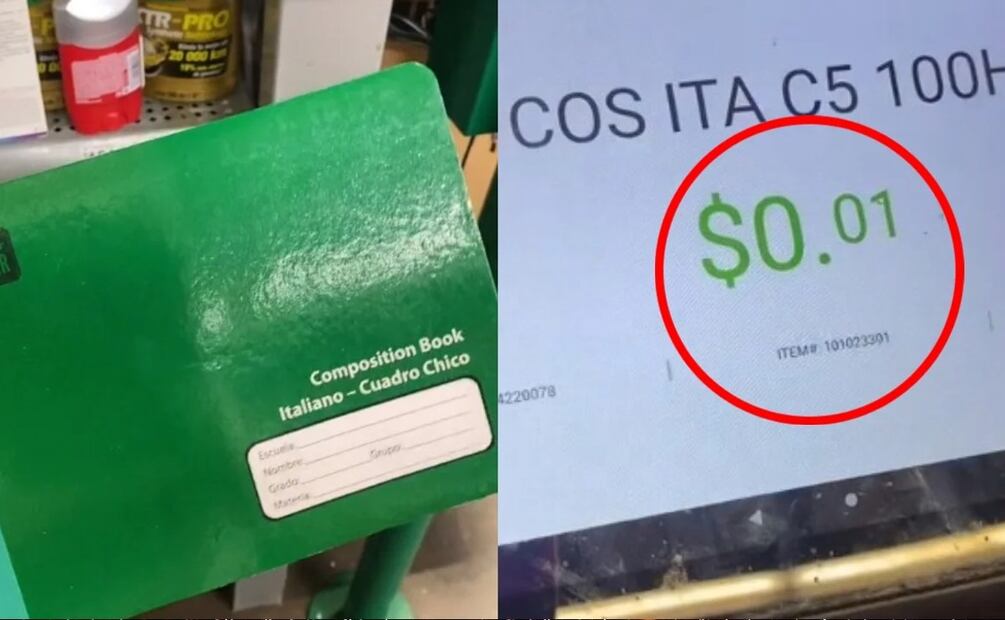 XTR-PRO
20 000 km
R
Composition Book
Italiano – Cuadro Chico
Escuela:
Nombre:
Grado: Grupo:
Materia:
COS ITA C5 100H
$0.01
ITEM#: 101023301
4220078